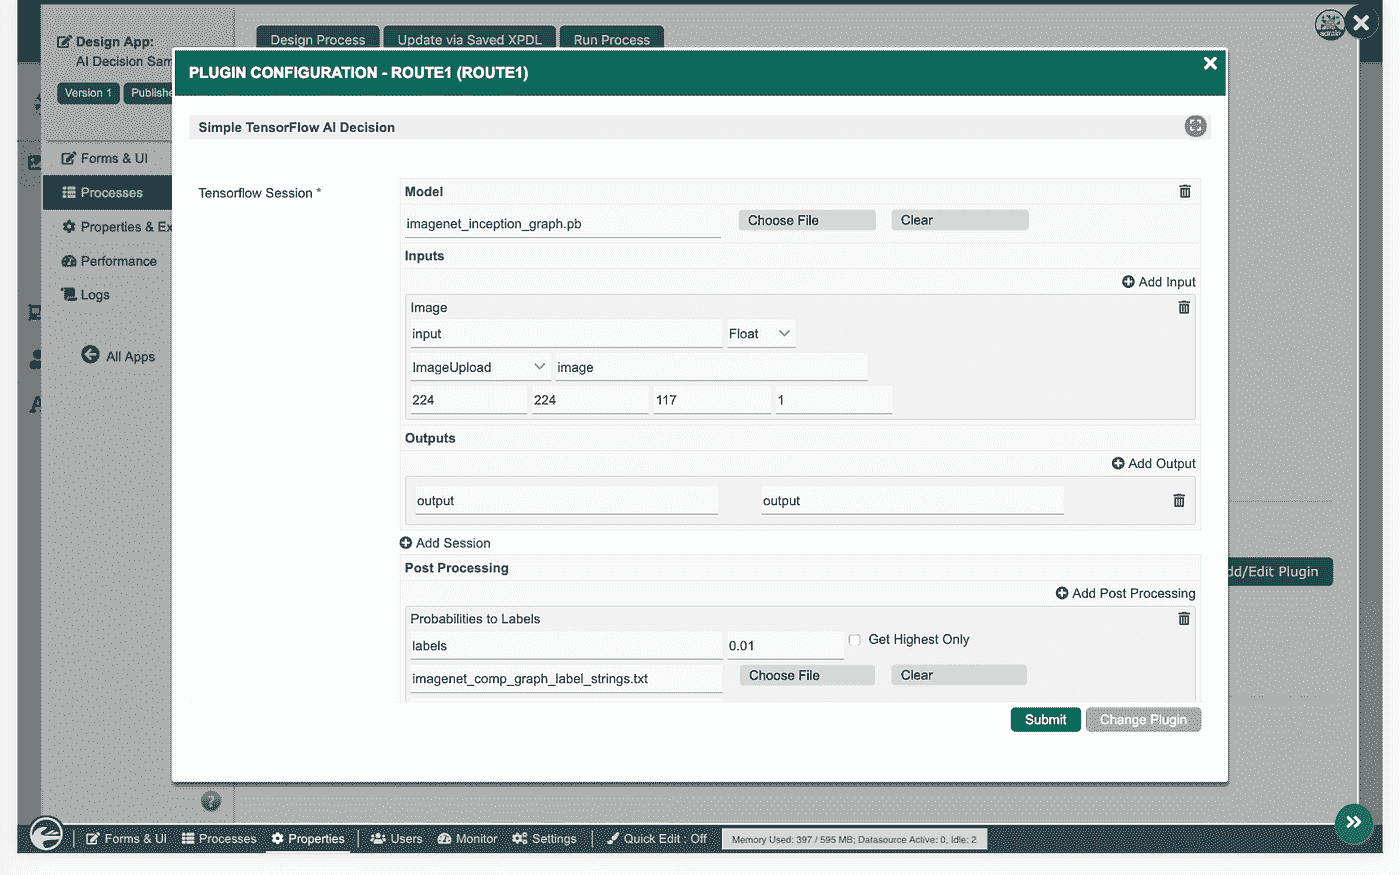 Design App:
AI Decision Sam
Version 1
Publishe
Design Process
Update via Saved XPDL
Run Process
admin
PLUGIN CONFIGURATION - ROUTE1 (ROUTE1)
Simple TensorFlow AI Decision
Forms & UI
Processes
Properties & Ex
Performance
Logs
All Apps
Tensorflow Session *
Model
imagenet_inception_graph.pb
Choose File
Clear
Inputs
Add Input
Image
input
Float
ImageUpload
image
224
224
117
1
Outputs
Add Output
output
output
Add Session
Post Processing
Add Post Processing
Probabilities to Labels
labels
0.01
Get Highest Only
imagenet_comp_graph_label_strings.txt
Choose File
Clear
dd/Edit Plugin
Submit
Change Plugin
?
Forms & UI
Processes
Properties
Users
Monitor
Settings
Quick Edit : Off
Memory Used: 397 / 595 MB; Datasource Active: 0, Idle: 2